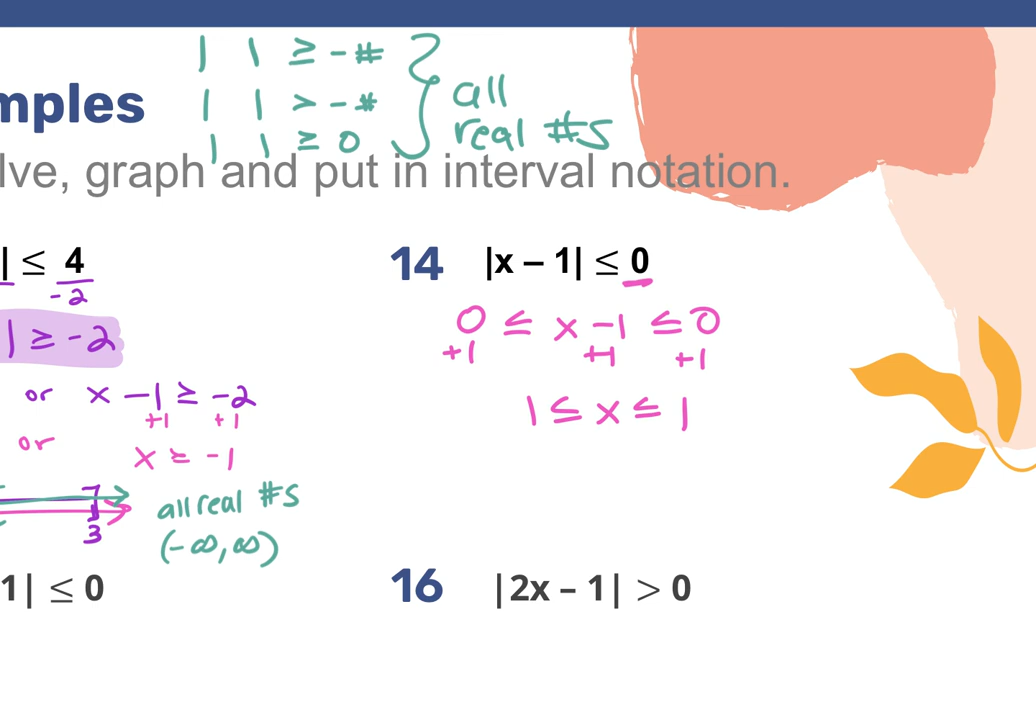 | | ≥ -#
mples
| | > -#
| | ≥ 0
all
real #s
lve, graph and put in interval notation.
| ≤ 4
-2
| ≥ -2
or x -1 ≥ -2
+1 +1
or
x ≥ -1
all real #s
(-∞, ∞)
3
14 |x – 1| ≤ 0
0 ≤ x -1 ≤ 0
+1 +1 +1
1 ≤ x ≤ 1
1| ≤ 0
16 |2x – 1| > 0